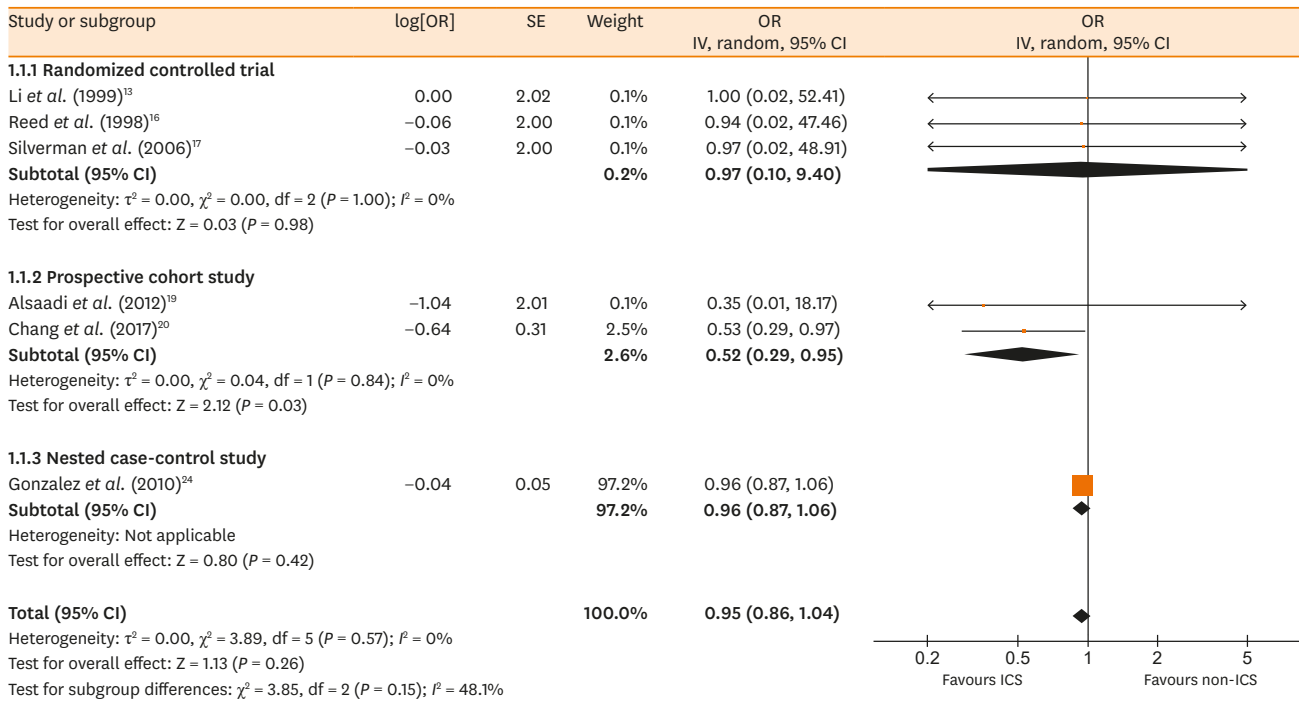 Study or subgroup log[OR] SE Weight OR OR
IV, random, 95% CI IV, random, 95% CI
1.1.1 Randomized controlled trial
Li et al. (1999)¹³ 0.00 2.02 0.1% 1.00 (0.02, 52.41)
Reed et al. (1998)¹⁶ −0.06 2.00 0.1% 0.94 (0.02, 47.46)
Silverman et al. (2006)¹⁷ −0.03 2.00 0.1% 0.97 (0.02, 48.91)
Subtotal (95% CI) 0.2% 0.97 (0.10, 9.40)
Heterogeneity: τ² = 0.00, χ² = 0.00, df = 2 (P = 1.00); I² = 0%
Test for overall effect: Z = 0.03 (P = 0.98)
1.1.2 Prospective cohort study
Alsaadi et al. (2012)¹⁹ −1.04 2.01 0.1% 0.35 (0.01, 18.17)
Chang et al. (2017)²⁰ −0.64 0.31 2.5% 0.53 (0.29, 0.97)
Subtotal (95% CI) 2.6% 0.52 (0.29, 0.95)
Heterogeneity: τ² = 0.00, χ² = 0.04, df = 1 (P = 0.84); I² = 0%
Test for overall effect: Z = 2.12 (P = 0.03)
1.1.3 Nested case-control study
Gonzalez et al. (2010)²⁴ −0.04 0.05 97.2% 0.96 (0.87, 1.06)
Subtotal (95% CI) 97.2% 0.96 (0.87, 1.06)
Heterogeneity: Not applicable
Test for overall effect: Z = 0.80 (P = 0.42)
Total (95% CI) 100.0% 0.95 (0.86, 1.04)
Heterogeneity: τ² = 0.00, χ² = 3.89, df = 5 (P = 0.57); I² = 0%
Test for overall effect: Z = 1.13 (P = 0.26)
Test for subgroup differences: χ² = 3.85, df = 2 (P = 0.15); I² = 48.1%
0.2 0.5 1 2 5
Favours ICS Favours non-ICS